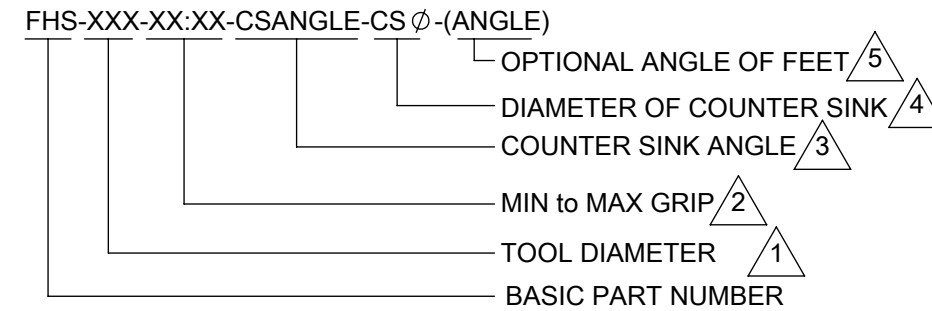 FHS-XXX-XX:XX-CSANGLE-CS∅-(ANGLE)
OPTIONAL ANGLE OF FEET 5
DIAMETER OF COUNTER SINK 4
COUNTER SINK ANGLE 3
MIN to MAX GRIP 2
TOOL DIAMETER 1
BASIC PART NUMBER